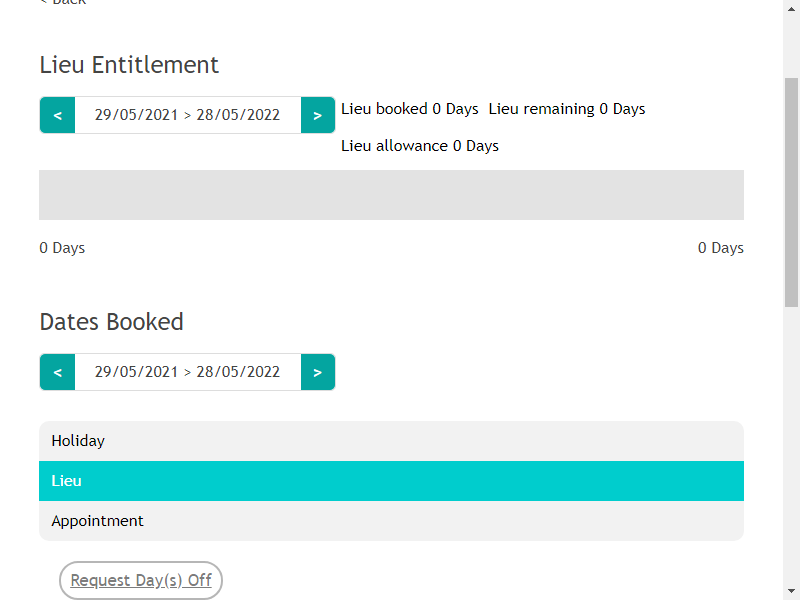 < Back
Lieu Entitlement
< 29/05/2021 > 28/05/2022 > Lieu booked 0 Days Lieu remaining 0 Days
Lieu allowance 0 Days
0 Days 0 Days
Dates Booked
< 29/05/2021 > 28/05/2022 >
Holiday
Lieu
Appointment
Request Day(s) Off